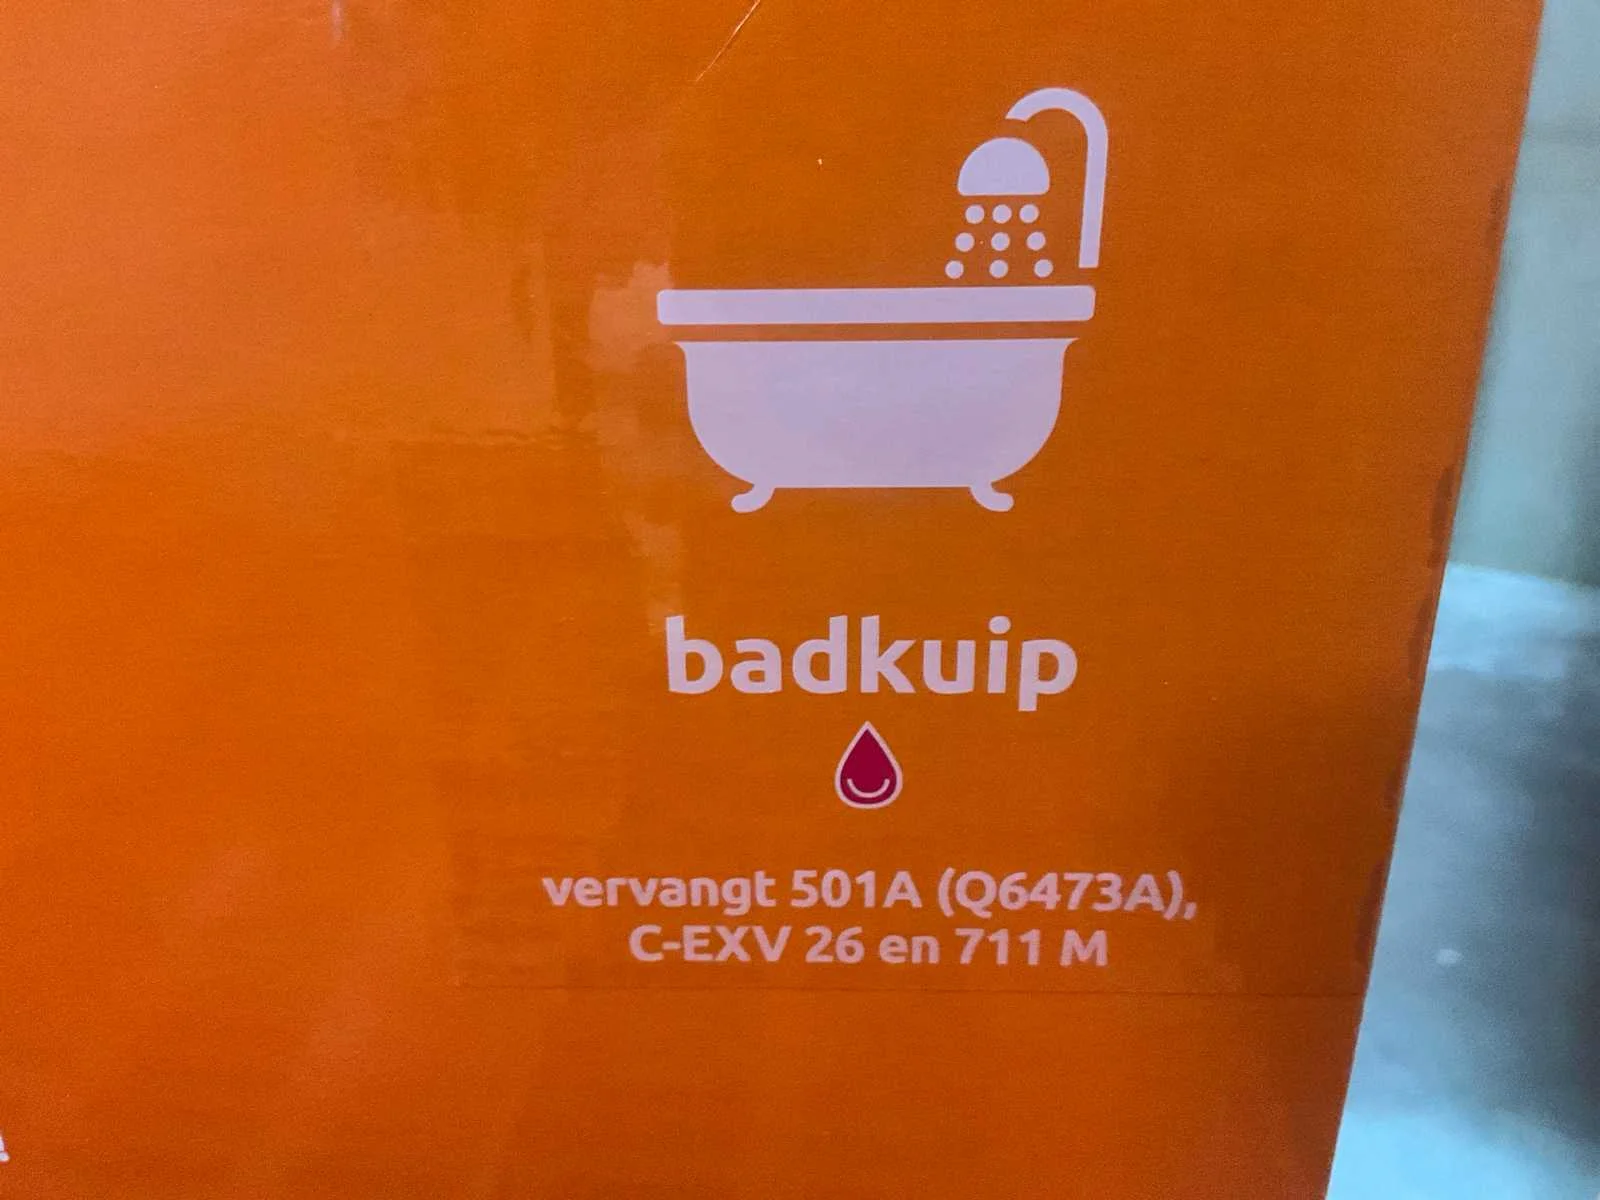 badkuip
vervangt 501A (Q6473A),
C-EXV 26 en 711 M